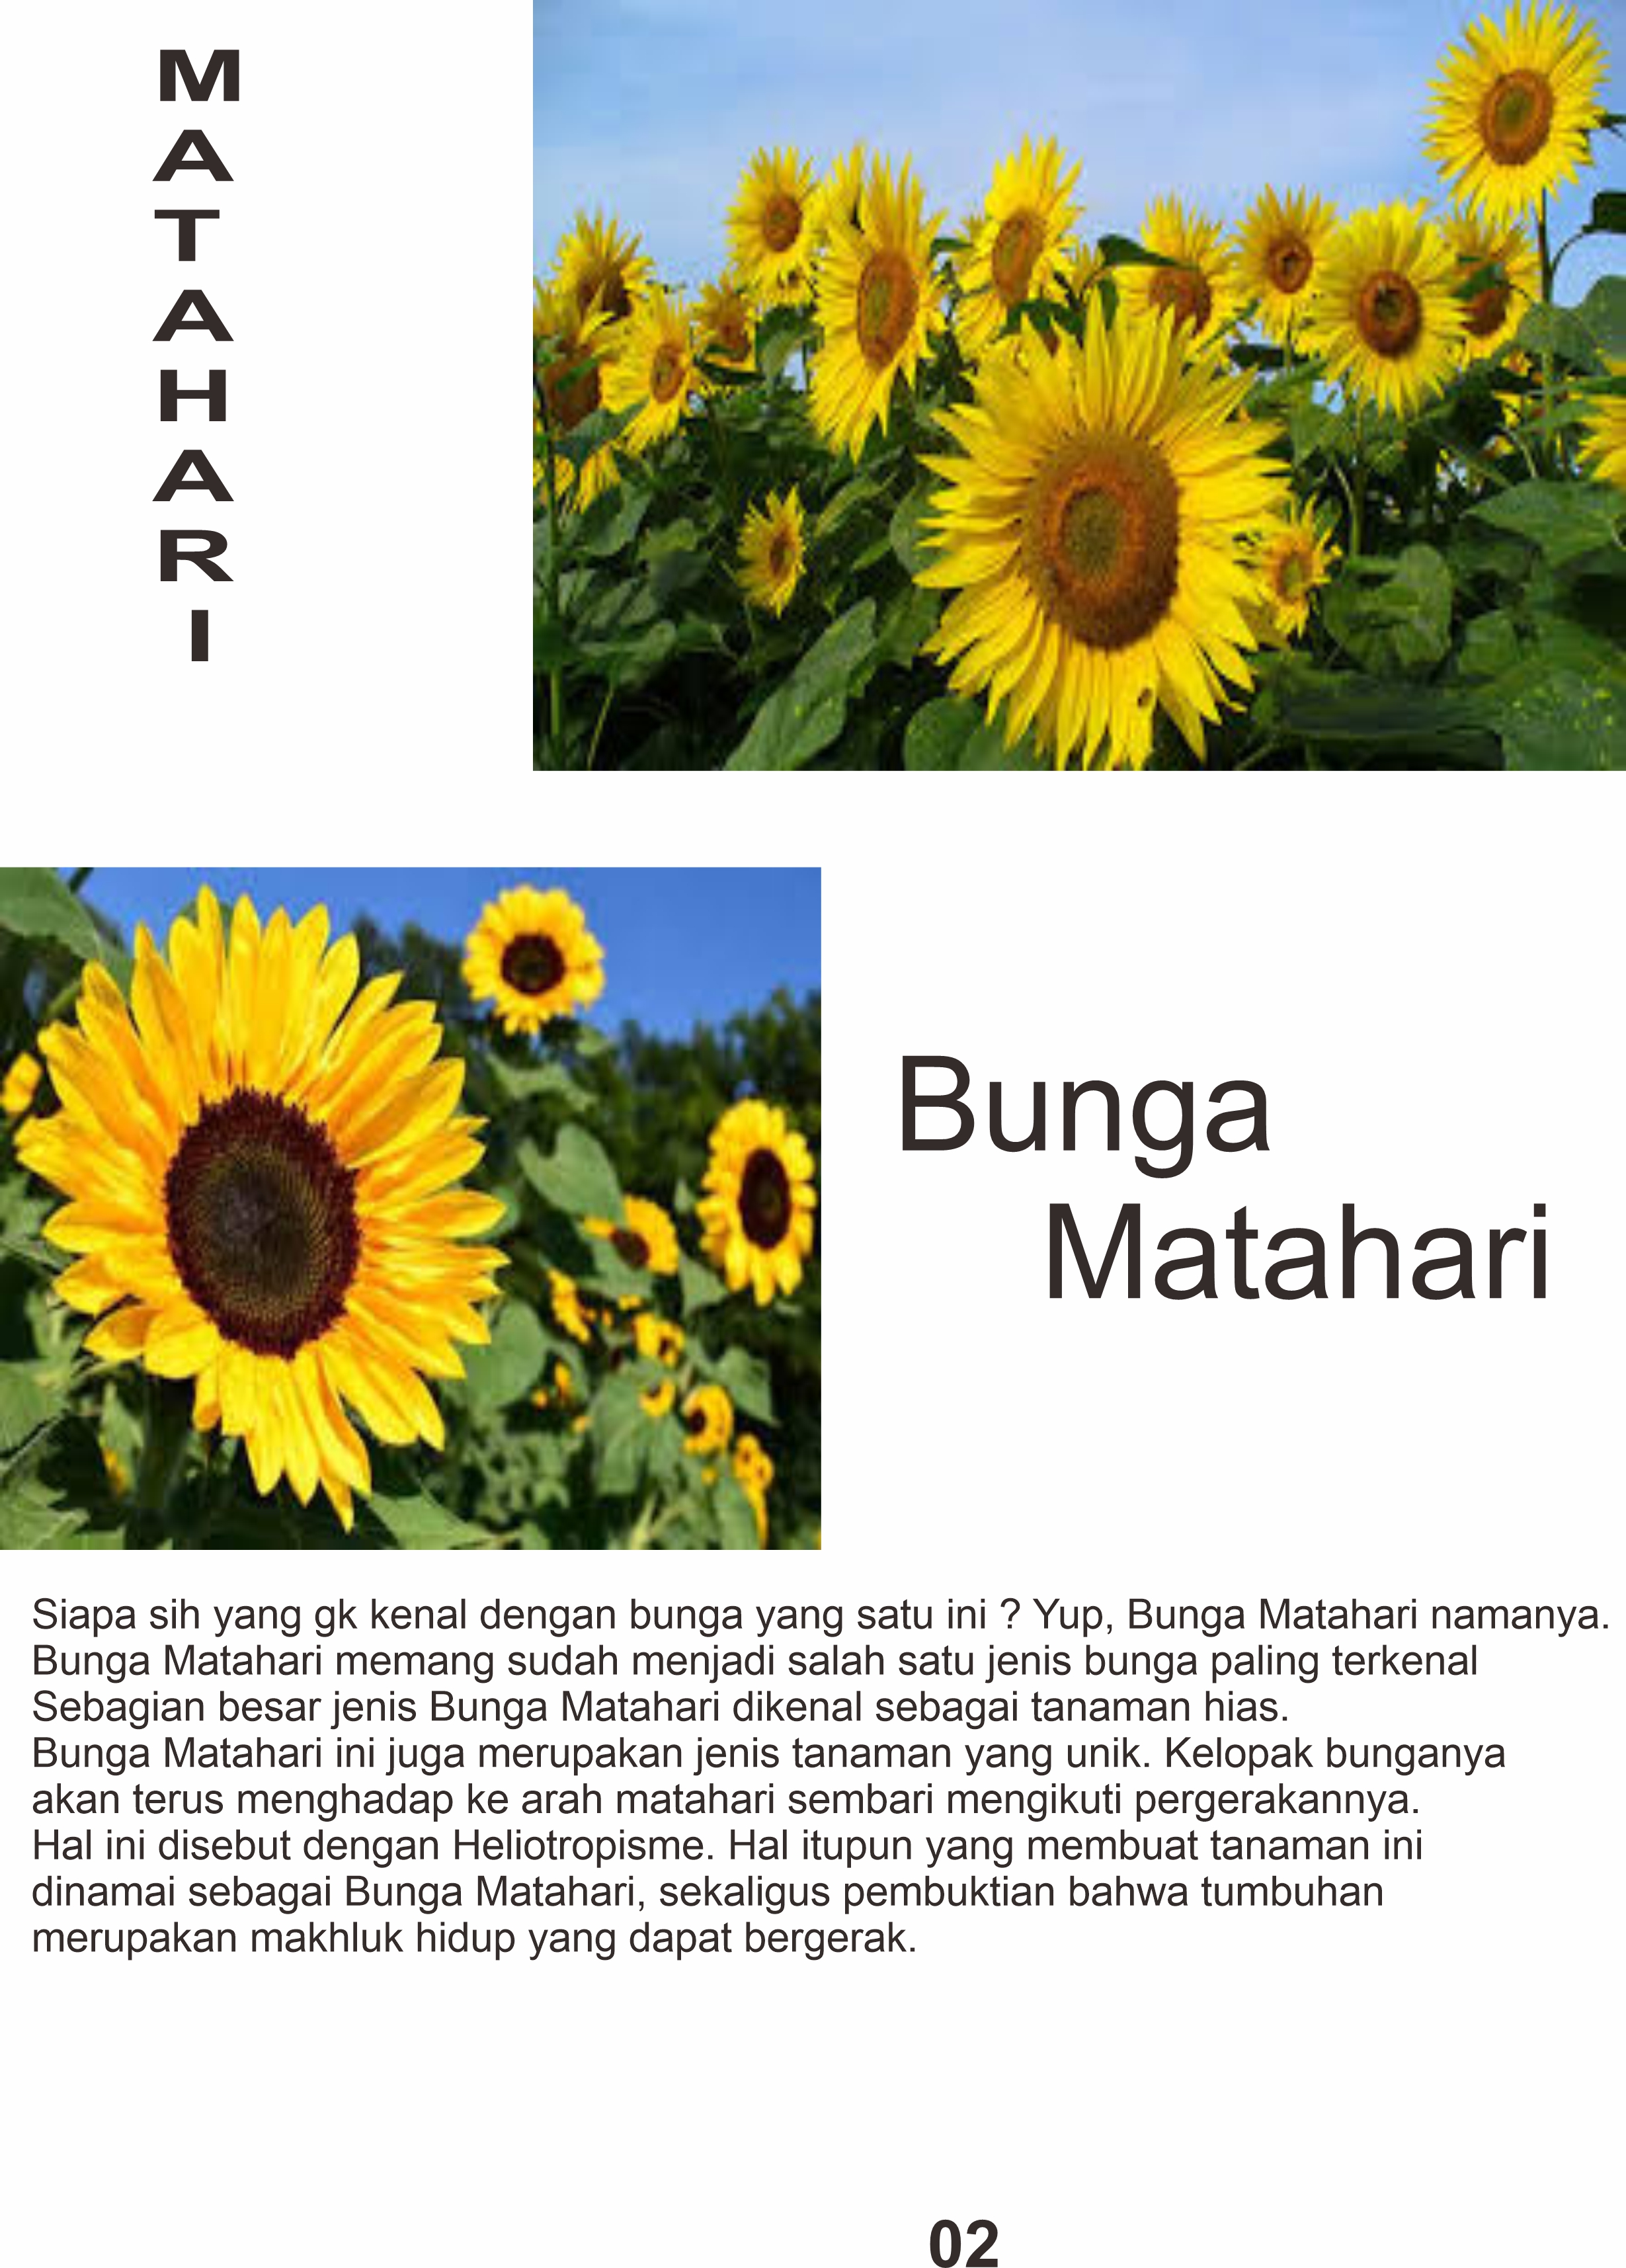 M
A
T
A
H
A
R
I
Bunga
Matahari
Siapa sih yang gk kenal dengan bunga yang satu ini ? Yup, Bunga Matahari namanya.
Bunga Matahari memang sudah menjadi salah satu jenis bunga paling terkenal
Sebagian besar jenis Bunga Matahari dikenal sebagai tanaman hias.
Bunga Matahari ini juga merupakan jenis tanaman yang unik. Kelopak bunganya
akan terus menghadap ke arah matahari sembari mengikuti pergerakannya.
Hal ini disebut dengan Heliotropisme. Hal itupun yang membuat tanaman ini
dinamai sebagai Bunga Matahari, sekaligus pembuktian bahwa tumbuhan
merupakan makhluk hidup yang dapat bergerak.
02